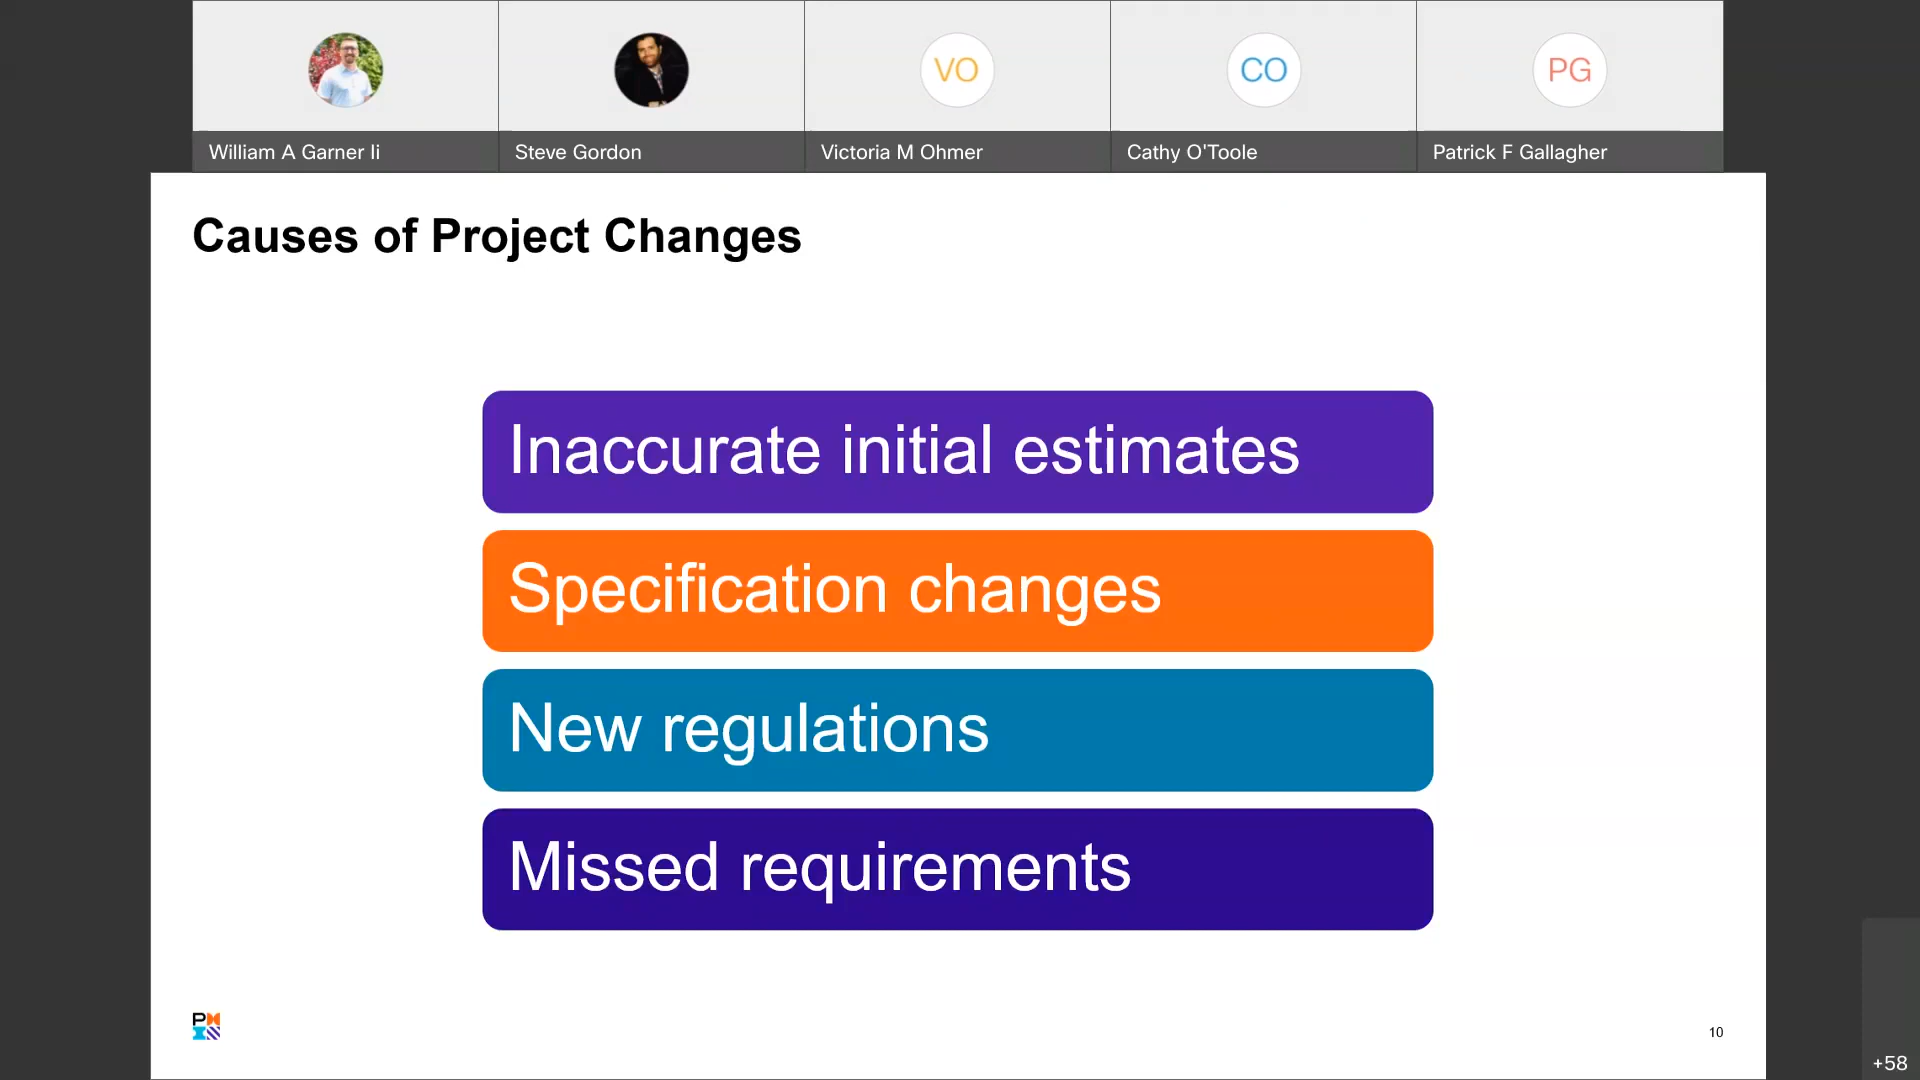 VO
CO
PG
William A Garner Ii
Steve Gordon
Victoria M Ohmer
Cathy O'Toole
Patrick F Gallagher
Causes of Project Changes
Inaccurate initial estimates
Specification changes
New regulations
Missed requirements
10
+58